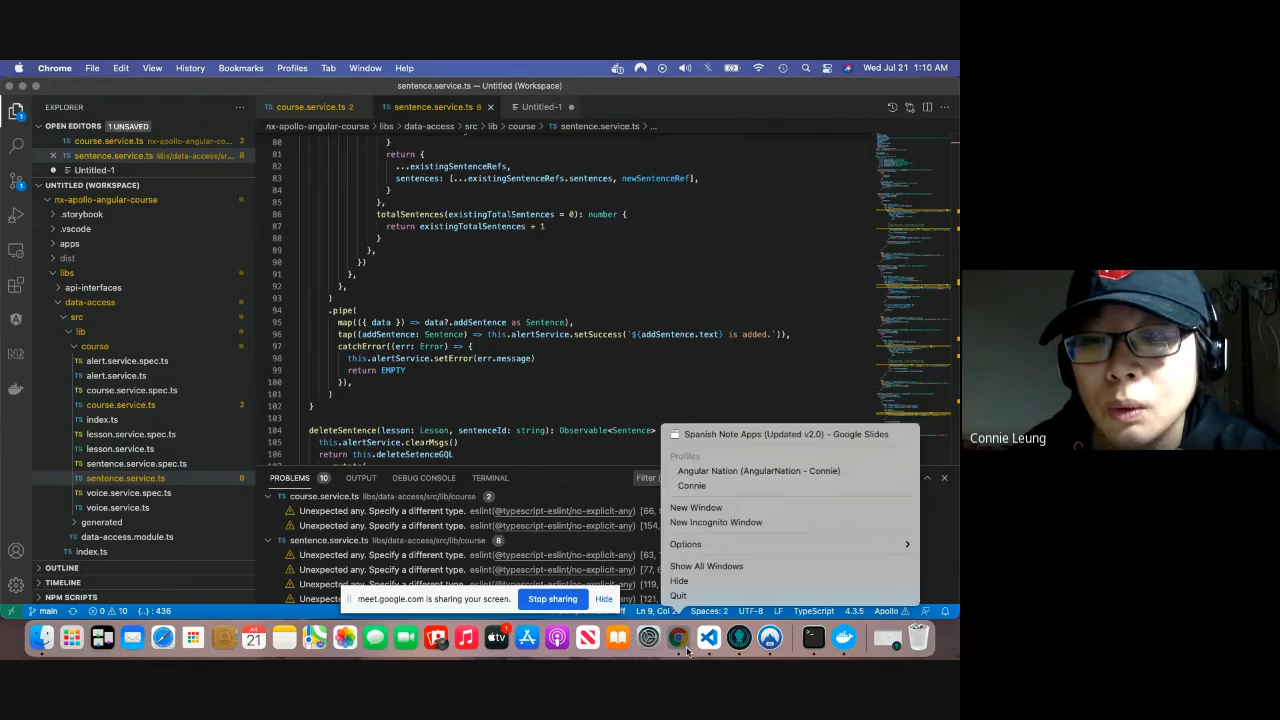 Chrome File Edit View History Bookmarks Profiles Tab Window Help Wed Jul 21 1:10 AM
sentence.service.ts — Untitled (Workspace)
EXPLORER
course.service.ts 2 sentence.service.ts 8 Untitled-1
OPEN EDITORS 1 UNSAVED
nx-apollo-angular-course > libs > data-access > src > lib > course > sentence.service.ts > ...
course.service.ts nx-apollo-angular-co... 2
sentence.service.ts libs/data-access/sr... 8
Untitled-1
UNTITLED (WORKSPACE)
nx-apollo-angular-course
.storybook
.vscode
apps
dist
libs
api-interfaces
data-access
src
lib
course
alert.service.spec.ts
alert.service.ts
course.service.spec.ts
course.service.ts 2
index.ts
lesson.service.spec.ts
lesson.service.ts
sentence.service.spec.ts
sentence.service.ts 8
voice.service.spec.ts
voice.service.ts
generated
data-access.module.ts
index.ts
OUTLINE
TIMELINE
NPM SCRIPTS
80 }
81 return {
82 ...existingSentenceRefs,
83 sentences: [...existingSentenceRefs.sentences, newSentenceRef],
84 }
85 },
86 totalSentences(existingTotalSentences = 0): number {
87 return existingTotalSentences + 1
88 }
89 },
90 })
91 },
92 },
93 )
94 .pipe(
95 map(({ data }) => data?.addSentence as Sentence),
96 tap((addSentence: Sentence) => this.alertService.setSuccess(`${addSentence.text} is added.`)),
97 catchError((err: Error) => {
98 this.alertService.setError(err.message)
99 return EMPTY
100 }),
101 )
102 }
103
104 deleteSentence(lesson: Lesson, sentenceId: string): Observable<Sentence>
105 this.alertService.clearMsgs()
106 return this.deleteSetenceGQL
PROBLEMS 10 OUTPUT DEBUG CONSOLE TERMINAL Filter
course.service.ts libs/data-access/src/lib/course 2
Unexpected any. Specify a different type. eslint(@typescript-eslint/no-explicit-any) [66,
Unexpected any. Specify a different type. eslint(@typescript-eslint/no-explicit-any) [154,
sentence.service.ts libs/data-access/src/lib/course 8
Unexpected any. Specify a different type. eslint(@typescript-eslint/no-explicit-any) [63,
Unexpected any. Specify a different type. eslint(@typescript-eslint/no-explicit-any) [77,
Unexpected any. Specify a different type. eslint(@typescript-eslint/no-explicit-any) [119,
Unexpected any.
Spanish Note Apps (Updated v2.0) - Google Slides
Profiles
Angular Nation (AngularNation - Connie)
Connie
New Window
New Incognito Window
Options
Show All Windows
Hide
Quit
meet.google.com is sharing your screen. Stop sharing Hide
main 0 10 {..} : 436 Ln 9, Col Spaces: 2 UTF-8 LF TypeScript 4.3.5 Apollo
JUL
21
tv
1
Connie Leung